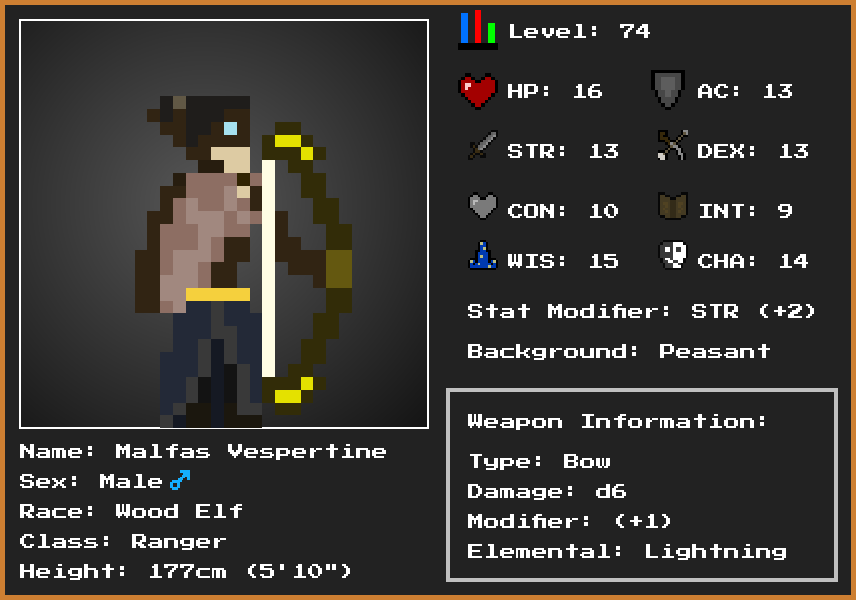 Level: 74
HP: 16
AC: 13
STR: 13
DEX: 13
CON: 10
INT: 9
WIS: 15
CHA: 14
Stat Modifier: STR (+2)
Background: Peasant
Weapon Information:
Type: Bow
Damage: d6
Modifier: (+1)
Elemental: Lightning
Name: Malfas Vespertine
Sex: Male ♂
Race: Wood Elf
Class: Ranger
Height: 177cm (5'10")